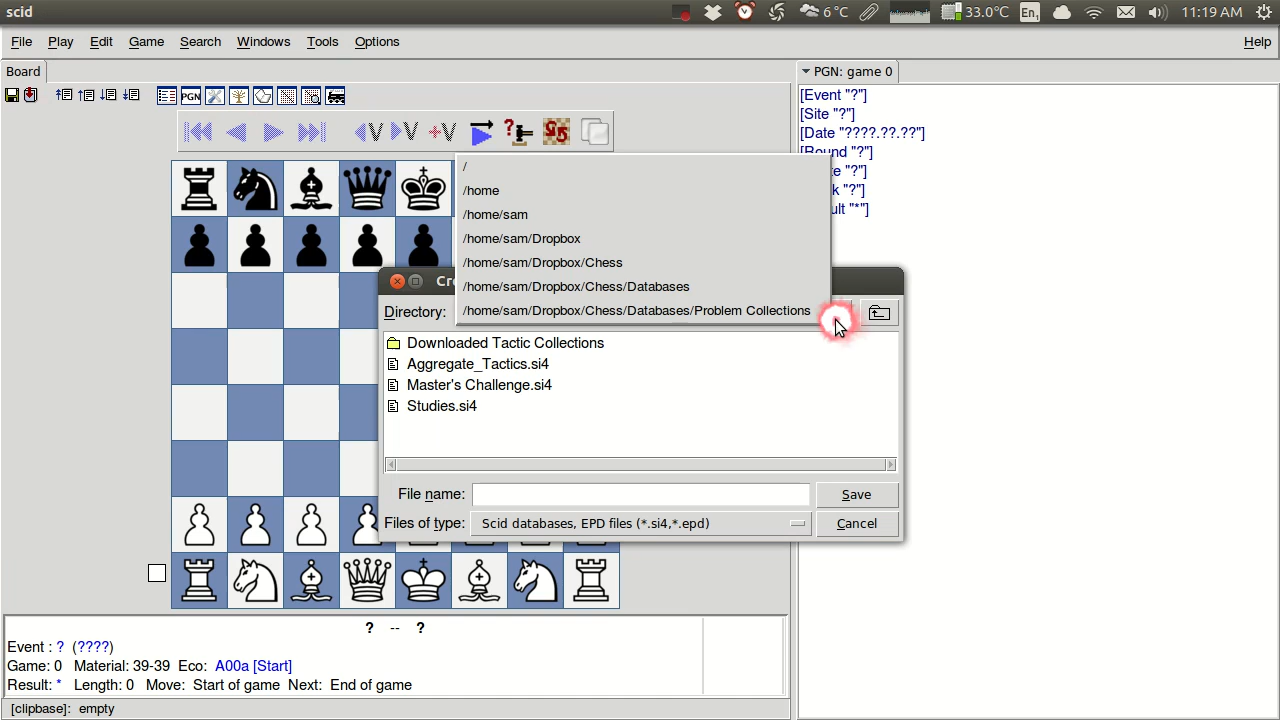 scid
6°C
33.0°C
En1
11:19 AM
File Play Edit Game Search Windows Tools Options Help
Board
PGN: game 0
PGN
[Event "?"]
[Site "?"]
[Date "????.??.??"]
[Round "?"]
e "?"]
k "?"]
ult "*"]
/
/home
/home/sam
/home/sam/Dropbox
/home/sam/Dropbox/Chess
/home/sam/Dropbox/Chess/Databases
/home/sam/Dropbox/Chess/Databases/Problem Collections
Directory:
Downloaded Tactic Collections
Aggregate_Tactics.si4
Master's Challenge.si4
Studies.si4
File name:
Save
Files of type: Scid databases, EPD files (*.si4,*.epd)
Cancel
? -- ?
Event : ? (????)
Game: 0 Material: 39-39 Eco: A00a [Start]
Result: * Length: 0 Move: Start of game Next: End of game
[clipbase]: empty